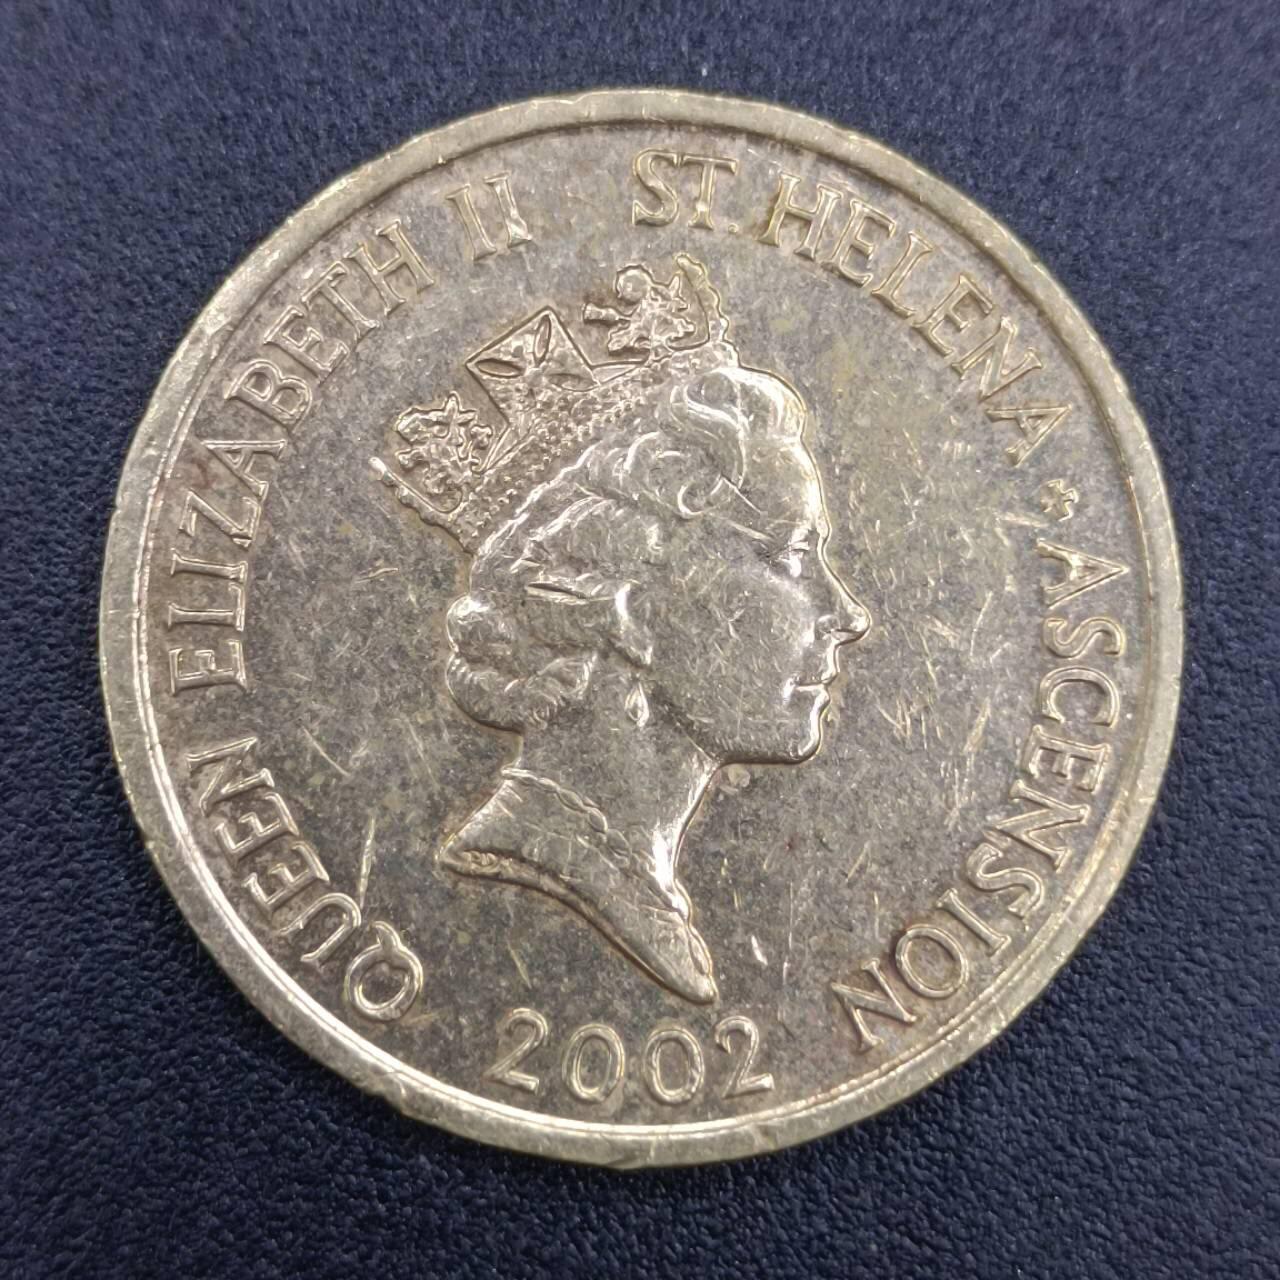 QUEEN ELIZABETH II ST. HELENA * ASCENSION
2002